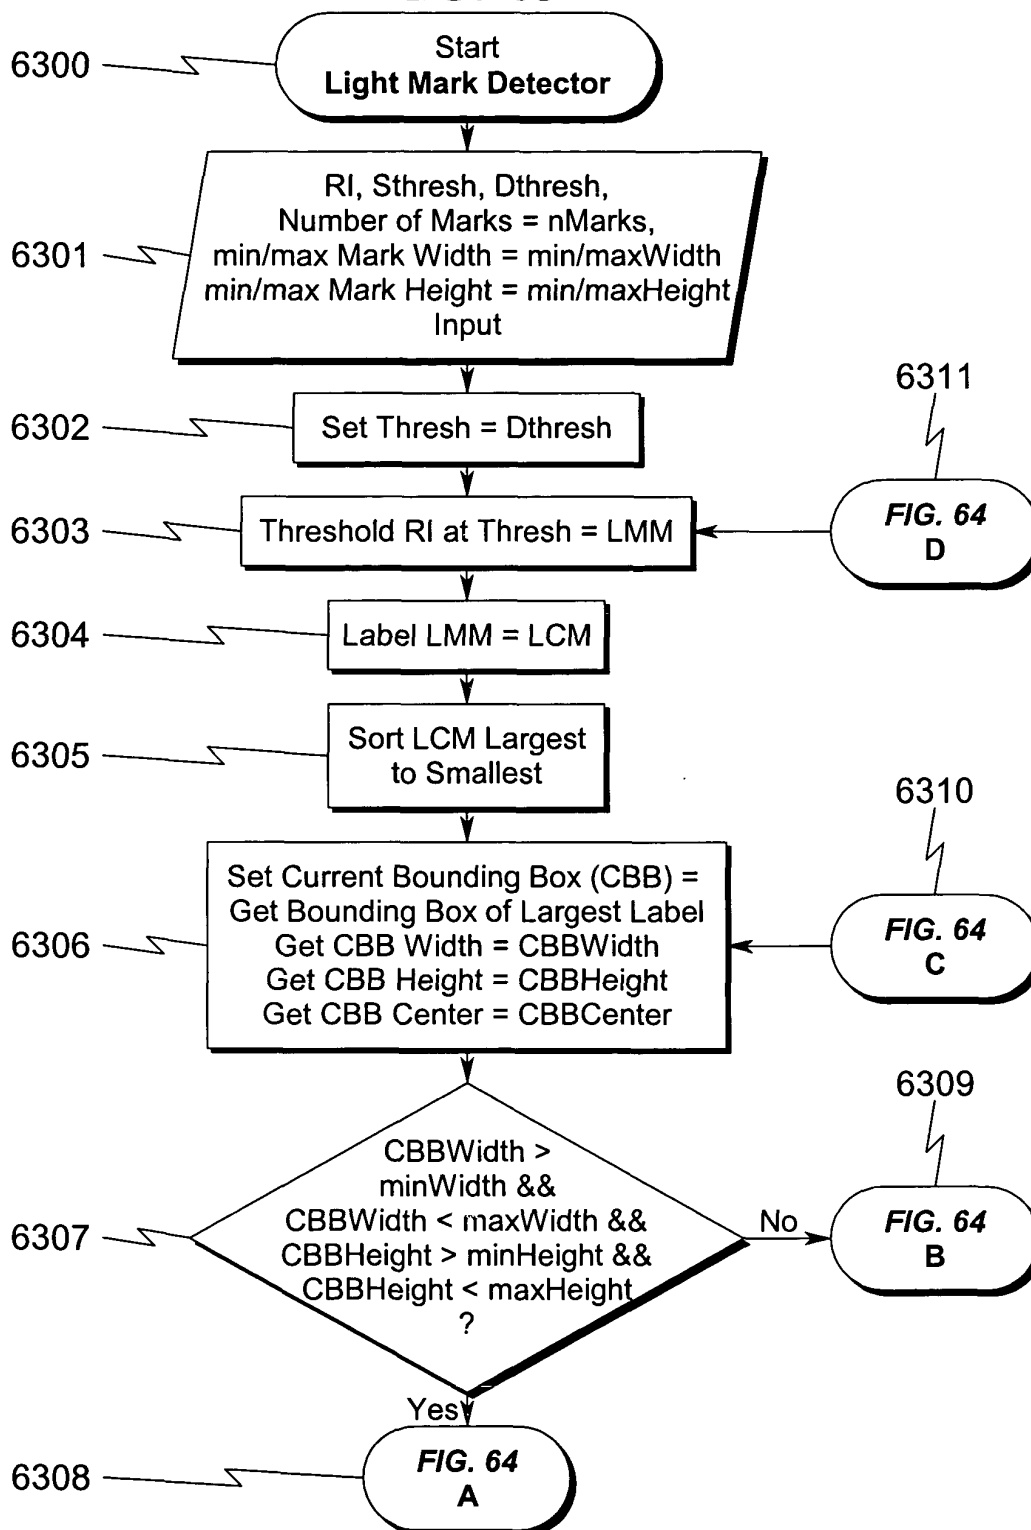 6300
Start
Light Mark Detector
6301
RI, Sthresh, Dthresh,
Number of Marks = nMarks,
min/max Mark Width = min/maxWidth
min/max Mark Height = min/maxHeight
Input
6302
Set Thresh = Dthresh
6311
6303
Threshold RI at Thresh = LMM
FIG. 64
D
6304
Label LMM = LCM
6305
Sort LCM Largest
to Smallest
6310
6306
Set Current Bounding Box (CBB) =
Get Bounding Box of Largest Label
Get CBB Width = CBBWidth
Get CBB Height = CBBHeight
Get CBB Center = CBBCenter
FIG. 64
C
6309
6307
CBBWidth >
minWidth &&
CBBWidth < maxWidth &&
CBBHeight > minHeight &&
CBBHeight < maxHeight
?
No
FIG. 64
B
Yes
6308
FIG. 64
A